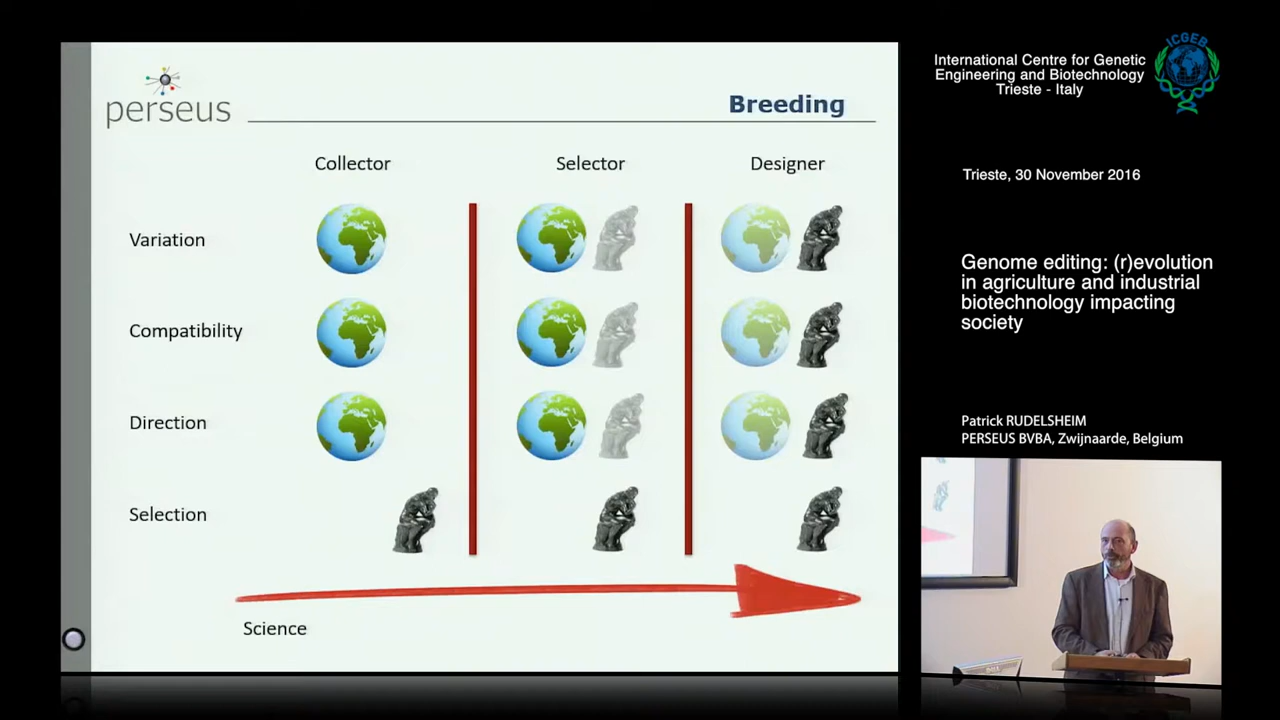 perseus
Breeding
Collector
Selector
Designer
Variation
Compatibility
Direction
Selection
Science
ICGEB
International Centre for Genetic
Engineering and Biotechnology
Trieste - Italy
Trieste, 30 November 2016
Genome editing: (r)evolution
in agriculture and industrial
biotechnology impacting
society
Patrick RUDELSHEIM
PERSEUS BVBA, Zwijnaarde, Belgium